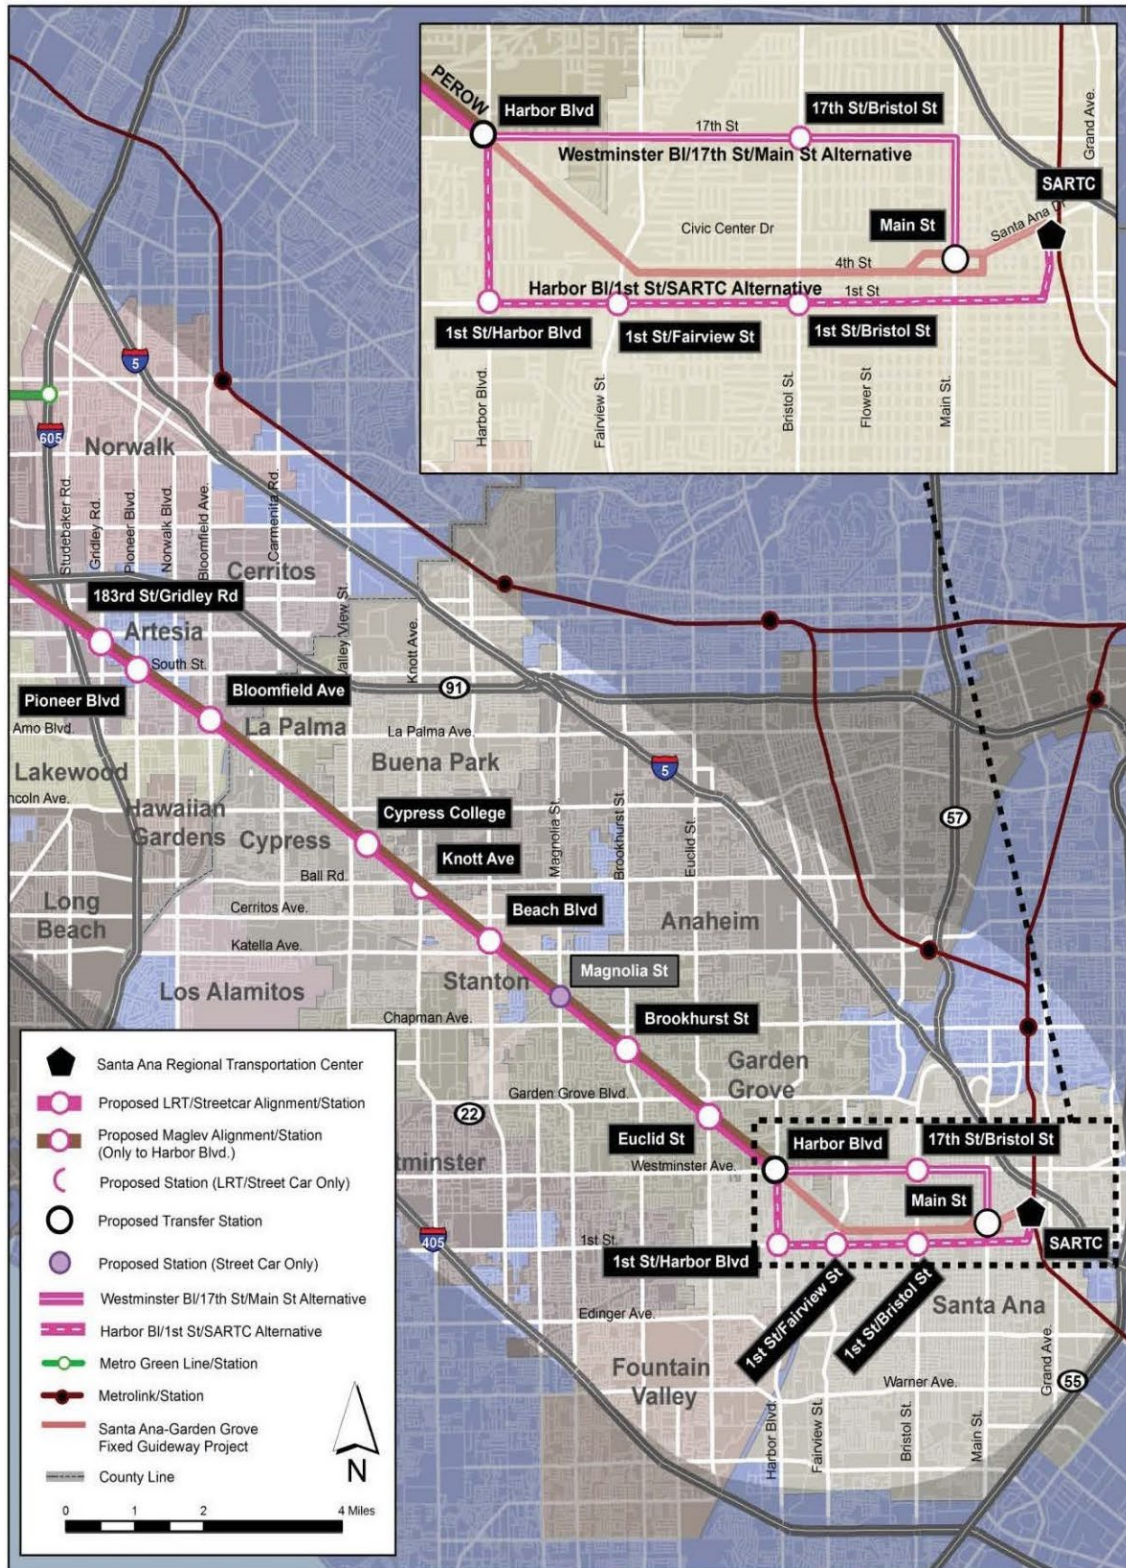 PEROW
Harbor Blvd
17th St/Bristol St
17th St
Westminster Bl/17th St/Main St Alternative
Grand Ave.
SARTC
Civic Center Dr
Main St
Santa Ana
4th St
Harbor Bl/1st St/SARTC Alternative
1st St
1st St/Harbor Blvd
1st St/Fairview St
1st St/Bristol St
Harbor Blvd.
Fairview St.
Bristol St.
Flower St
Main St.
5
605
Norwalk
Studebaker Rd.
Gridley Rd.
Pioneer Blvd.
Norwalk Blvd.
Bloomfield Ave.
Carmenita Rd.
Cerritos
Valley View St.
Knott Ave.
183rd St/Gridley Rd
Artesia
South St.
91
Pioneer Blvd
Bloomfield Ave
Amo Blvd.
La Palma
La Palma Ave.
Lakewood
Buena Park
5
ncoln Ave.
Hawaiian
Gardens
Cypress College
Cypress
Knott Ave
Magnolia St
Brookhurst St
Euclid St.
57
Ball Rd.
Long
Beach
Cerritos Ave.
Beach Blvd
Anaheim
Katella Ave.
Los Alamitos
Stanton
Magnolia St
Chapman Ave.
Brookhurst St
Garden
Grove
Garden Grove Blvd.
22
Euclid St
Harbor Blvd
17th St/Bristol St
tminster
Westminster Ave.
Main St
405
1st St.
1st St/Harbor Blvd
SARTC
1st St/Fairview St
1st St/Bristol St
Santa Ana
Edinger Ave.
Fountain
Valley
Warner Ave.
Grand Ave.
55
Harbor Blvd.
Fairview St.
Bristol St.
Main St.
Santa Ana Regional Transportation Center
Proposed LRT/Streetcar Alignment/Station
Proposed Maglev Alignment/Station
(Only to Harbor Blvd.)
Proposed Station (LRT/Street Car Only)
Proposed Transfer Station
Proposed Station (Street Car Only)
Westminster Bl/17th St/Main St Alternative
Harbor Bl/1st St/SARTC Alternative
Metro Green Line/Station
Metrolink/Station
Santa Ana-Garden Grove
Fixed Guideway Project
County Line
N
0 1 2 4 Miles